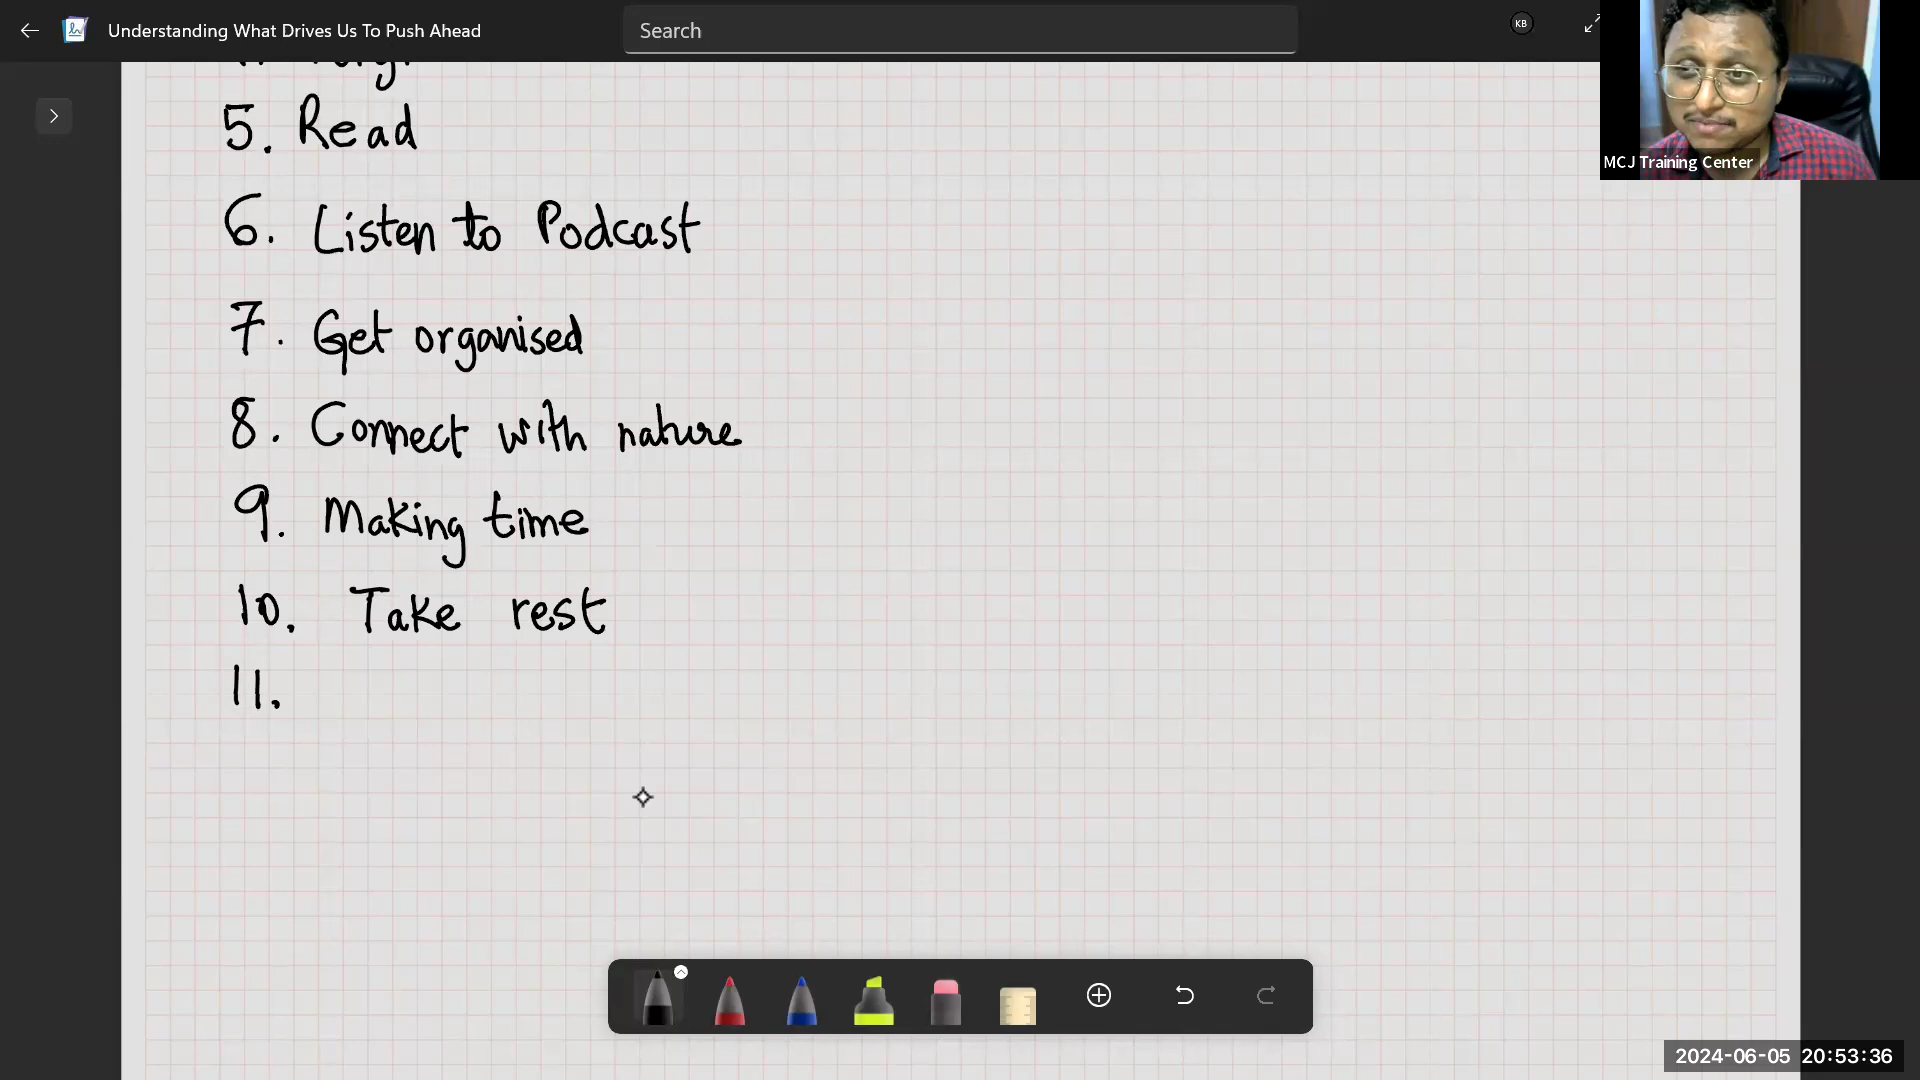 Understanding What Drives Us To Push Ahead
Search
KB
5. Read
6. Listen to Podcast
7. Get organised
8. Connect with nature
9. Making time
10. Take rest
11.
MCJ Training Center
2024-06-05 20:53:36